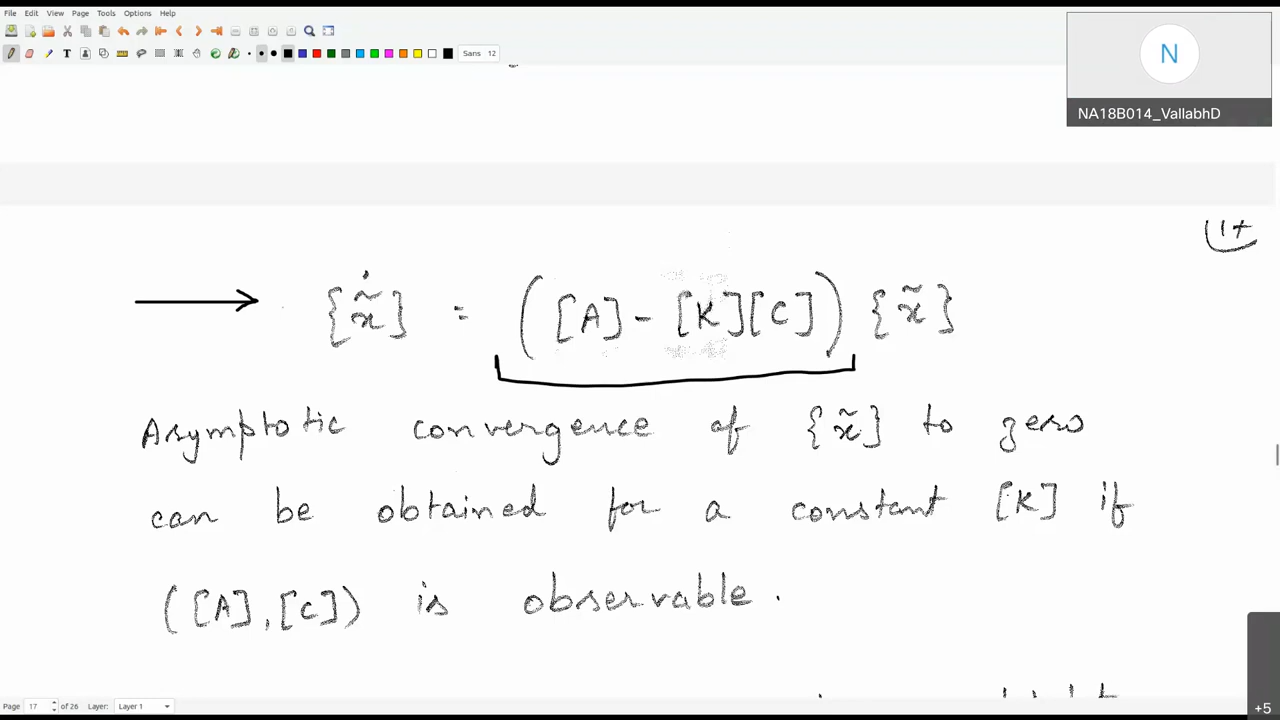 File Edit View Page Tools Options Help
Sans 12
N
NA18B014_VallabhD
→ {x̃̇} = ([A] - [K][C]) {x̃}
Asymptotic convergence of {x̃} to zero
can be obtained for a constant [K] if
([A], [C]) is observable.
Page 17 of 26 Layer: Layer 1
+5